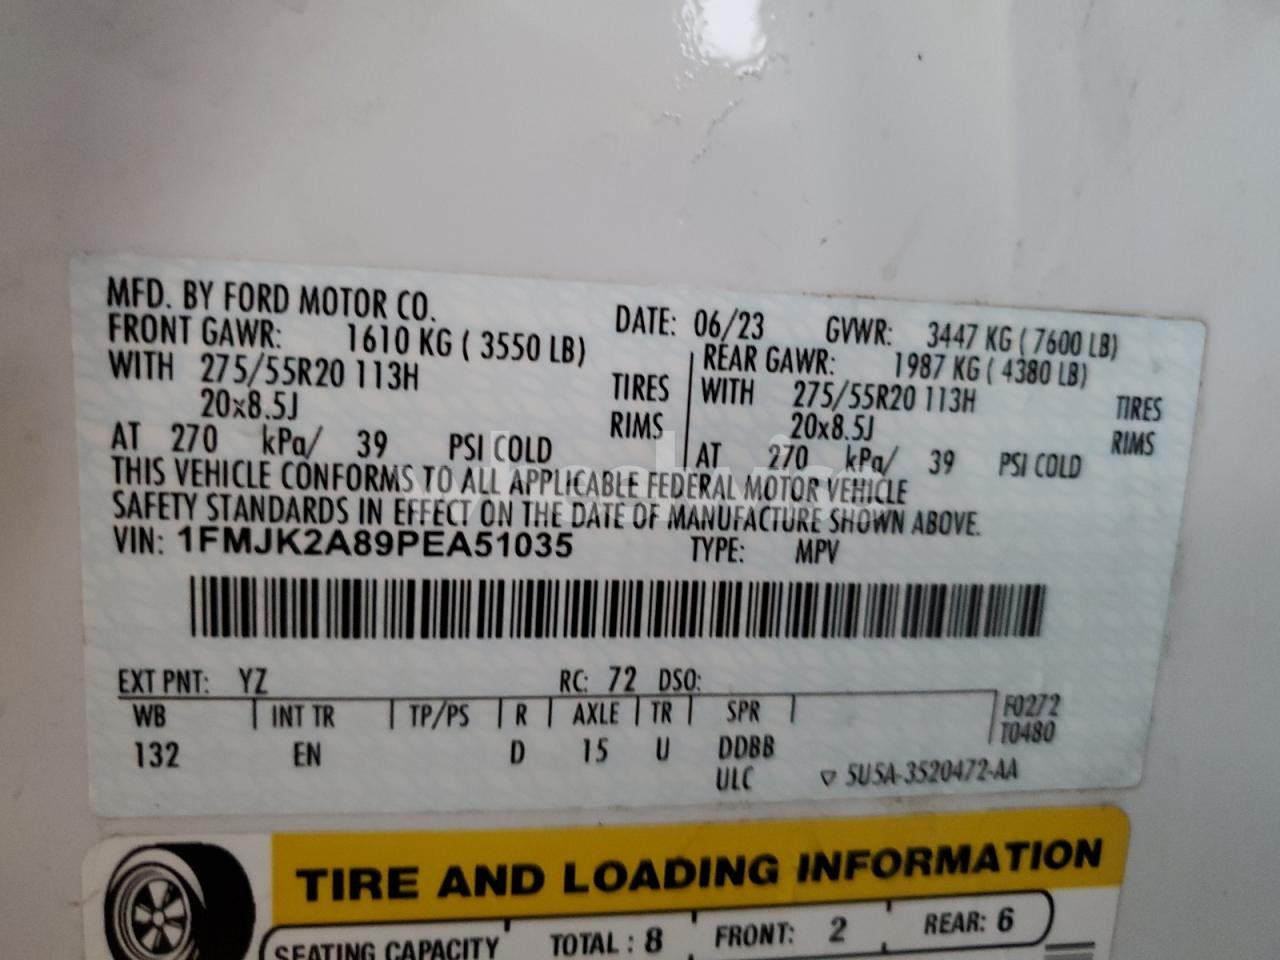 MFD. BY FORD MOTOR CO.
DATE: 06/23 GVWR: 3447 KG ( 7600 LB)
FRONT GAWR: 1610 KG ( 3550 LB) REAR GAWR: 1987 KG ( 4380 LB)
WITH 275/55R20 113H TIRES WITH 275/55R20 113H TIRES
20x8.5J RIMS 20x8.5J RIMS
AT 270 kPa/ 39 PSI COLD AT 270 kPa/ 39 PSI COLD
THIS VEHICLE CONFORMS TO ALL APPLICABLE FEDERAL MOTOR VEHICLE
SAFETY STANDARDS IN EFFECT ON THE DATE OF MANUFACTURE SHOWN ABOVE.
VIN: 1FMJK2A89PEA51035 TYPE: MPV
EXT PNT: YZ RC: 72 DSO:
WB INT TR TP/PS R AXLE TR SPR F0272
132 EN D 15 U DDBB T0480
ULC ▽ 5U5A-3520472-AA
TIRE AND LOADING INFORMATION
SEATING CAPACITY TOTAL : 8 FRONT: 2 REAR: 6